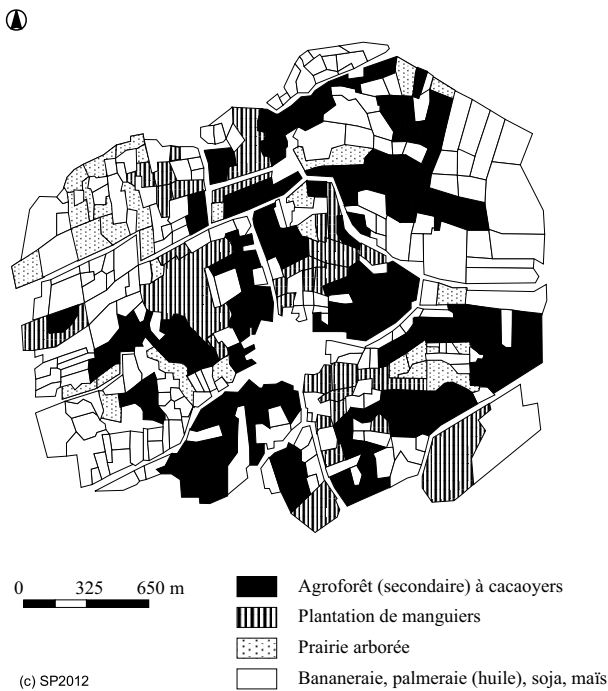 0 325 650 m
Agroforêt (secondaire) à cacaoyers
Plantation de manguiers
Prairie arborée
Bananeraie, palmeraie (huile), soja, maïs
(c) SP2012